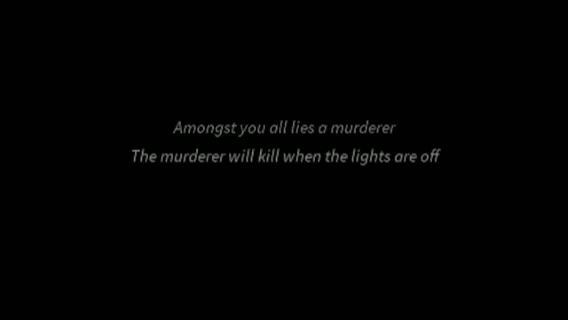 Amongst you all lies a murderer
The murderer will kill when the lights are off